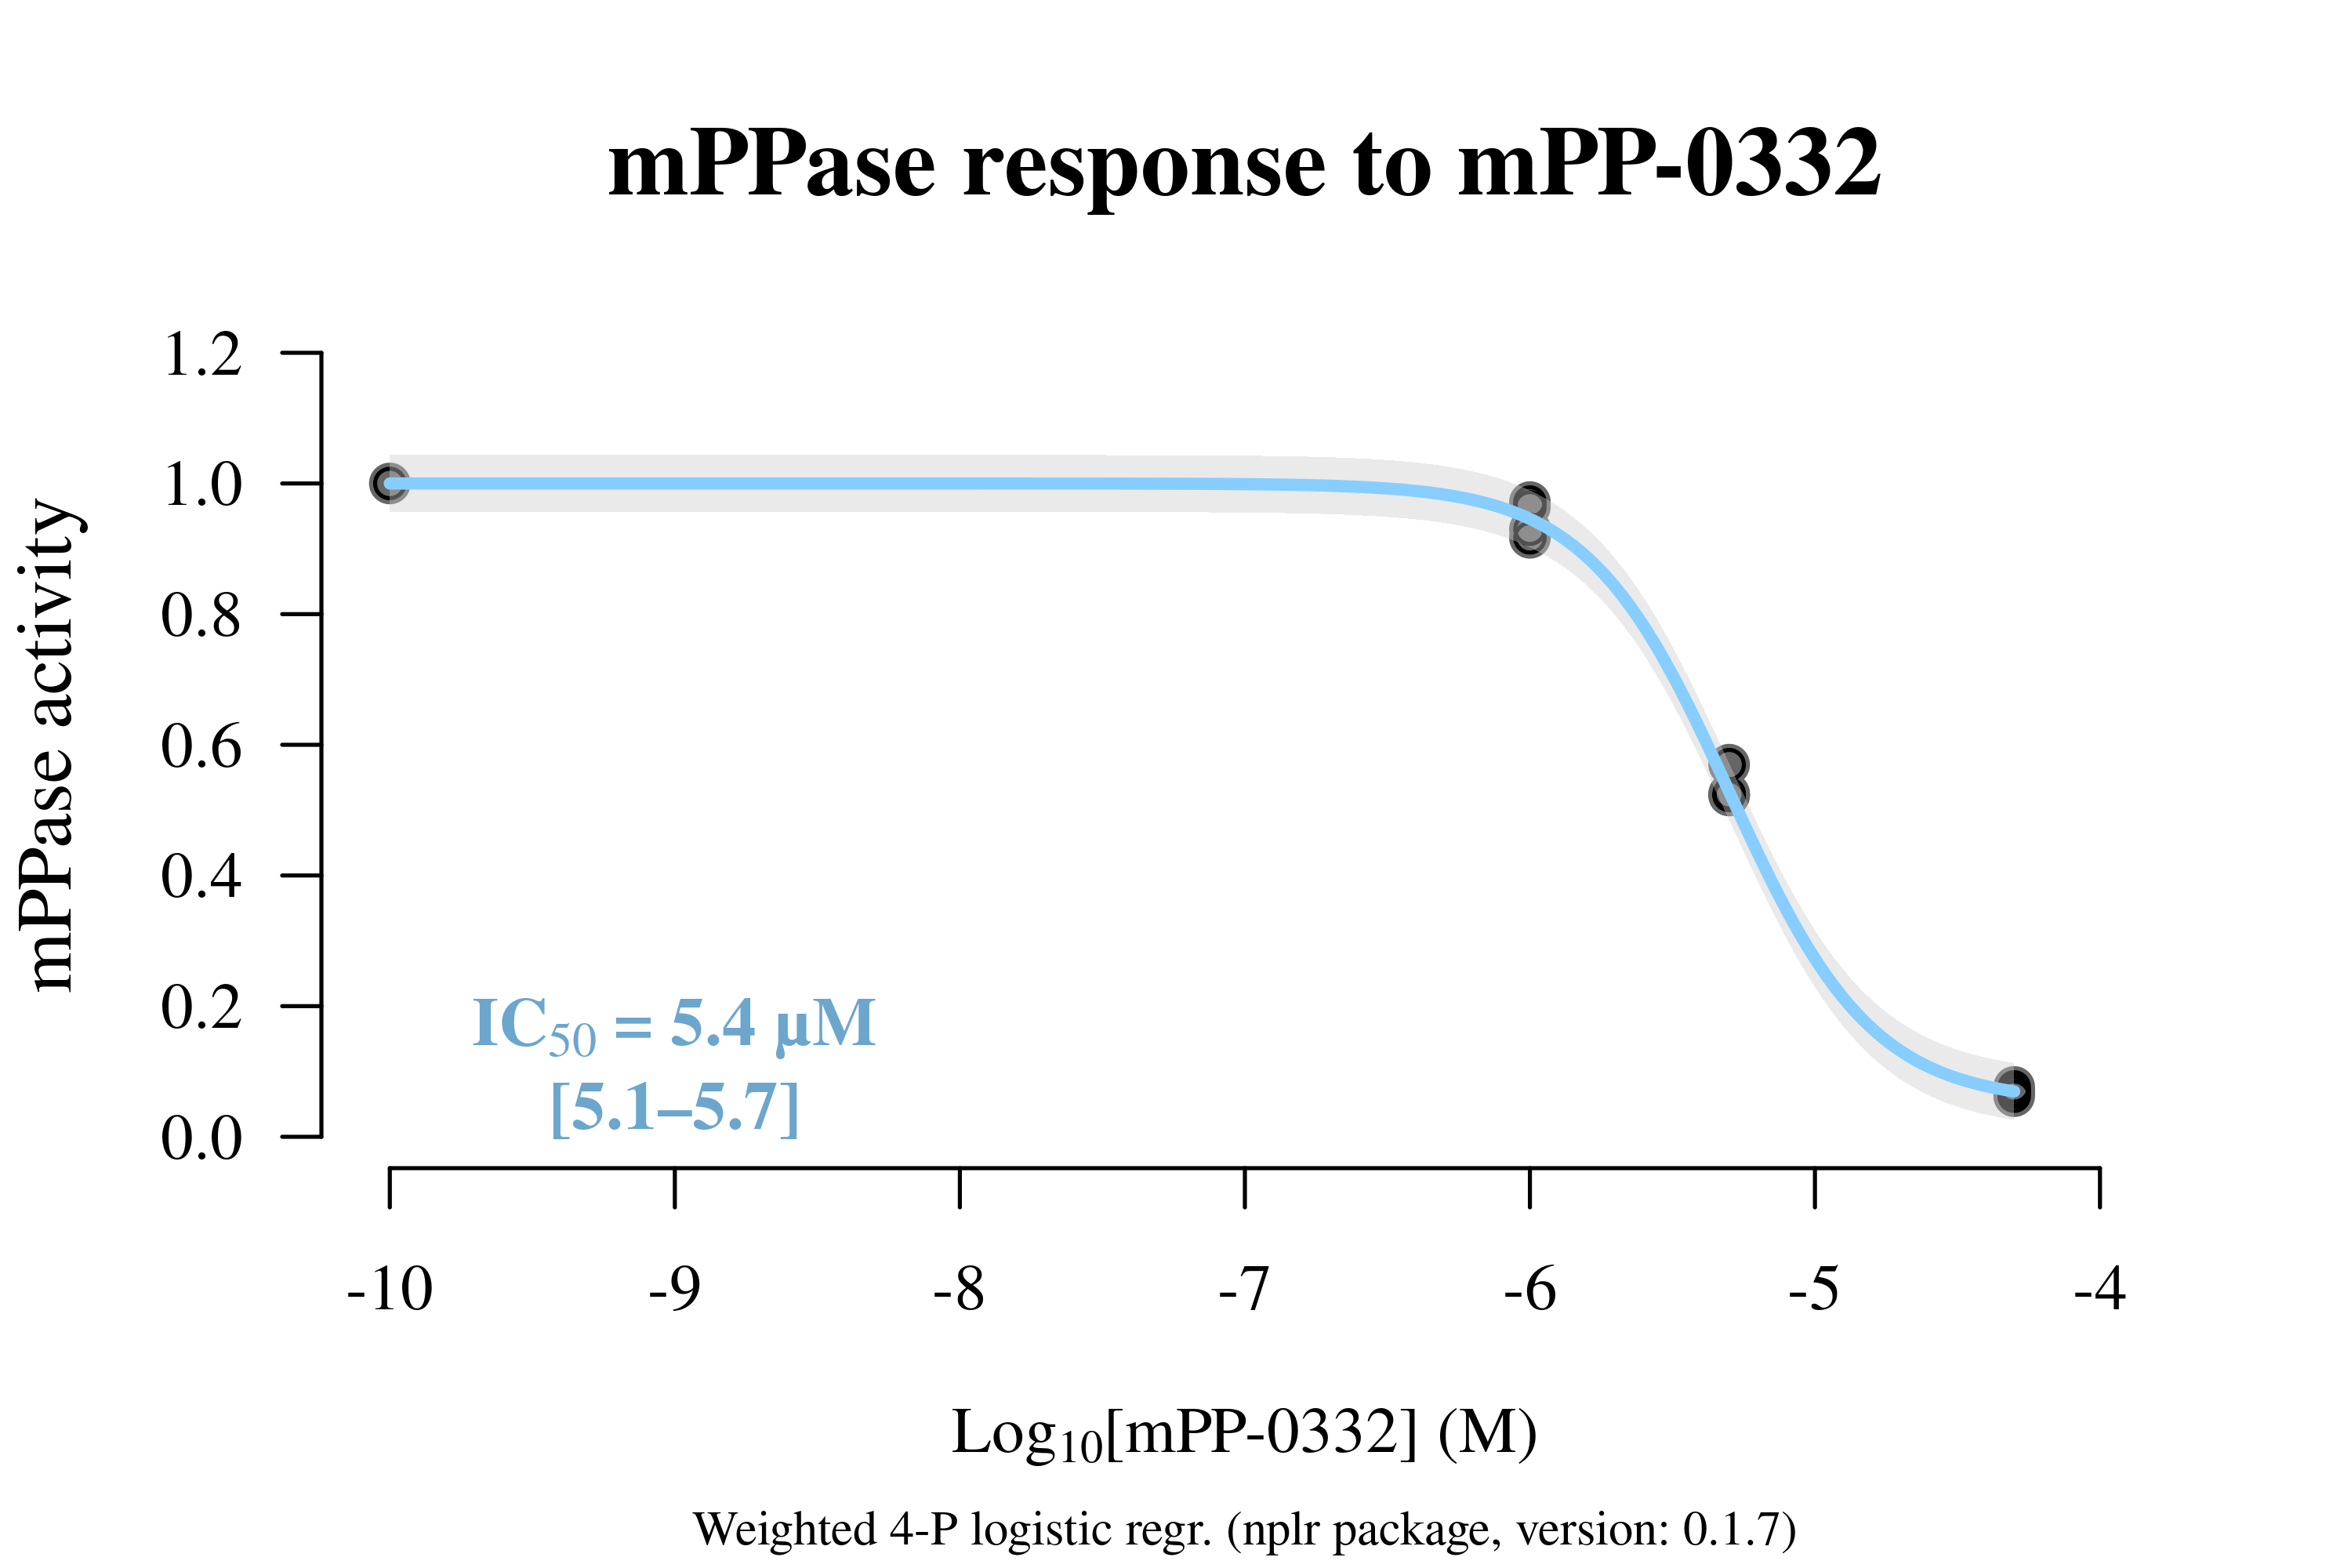 mPPase response to mPP-0332
mPPase activity
1.2
1.0
0.8
0.6
0.4
0.2
0.0
IC50 = 5.4 µM
[5.1–5.7]
-10 -9 -8 -7 -6 -5 -4
Log10[mPP-0332] (M)
Weighted 4-P logistic regr. (nplr package, version: 0.1.7)